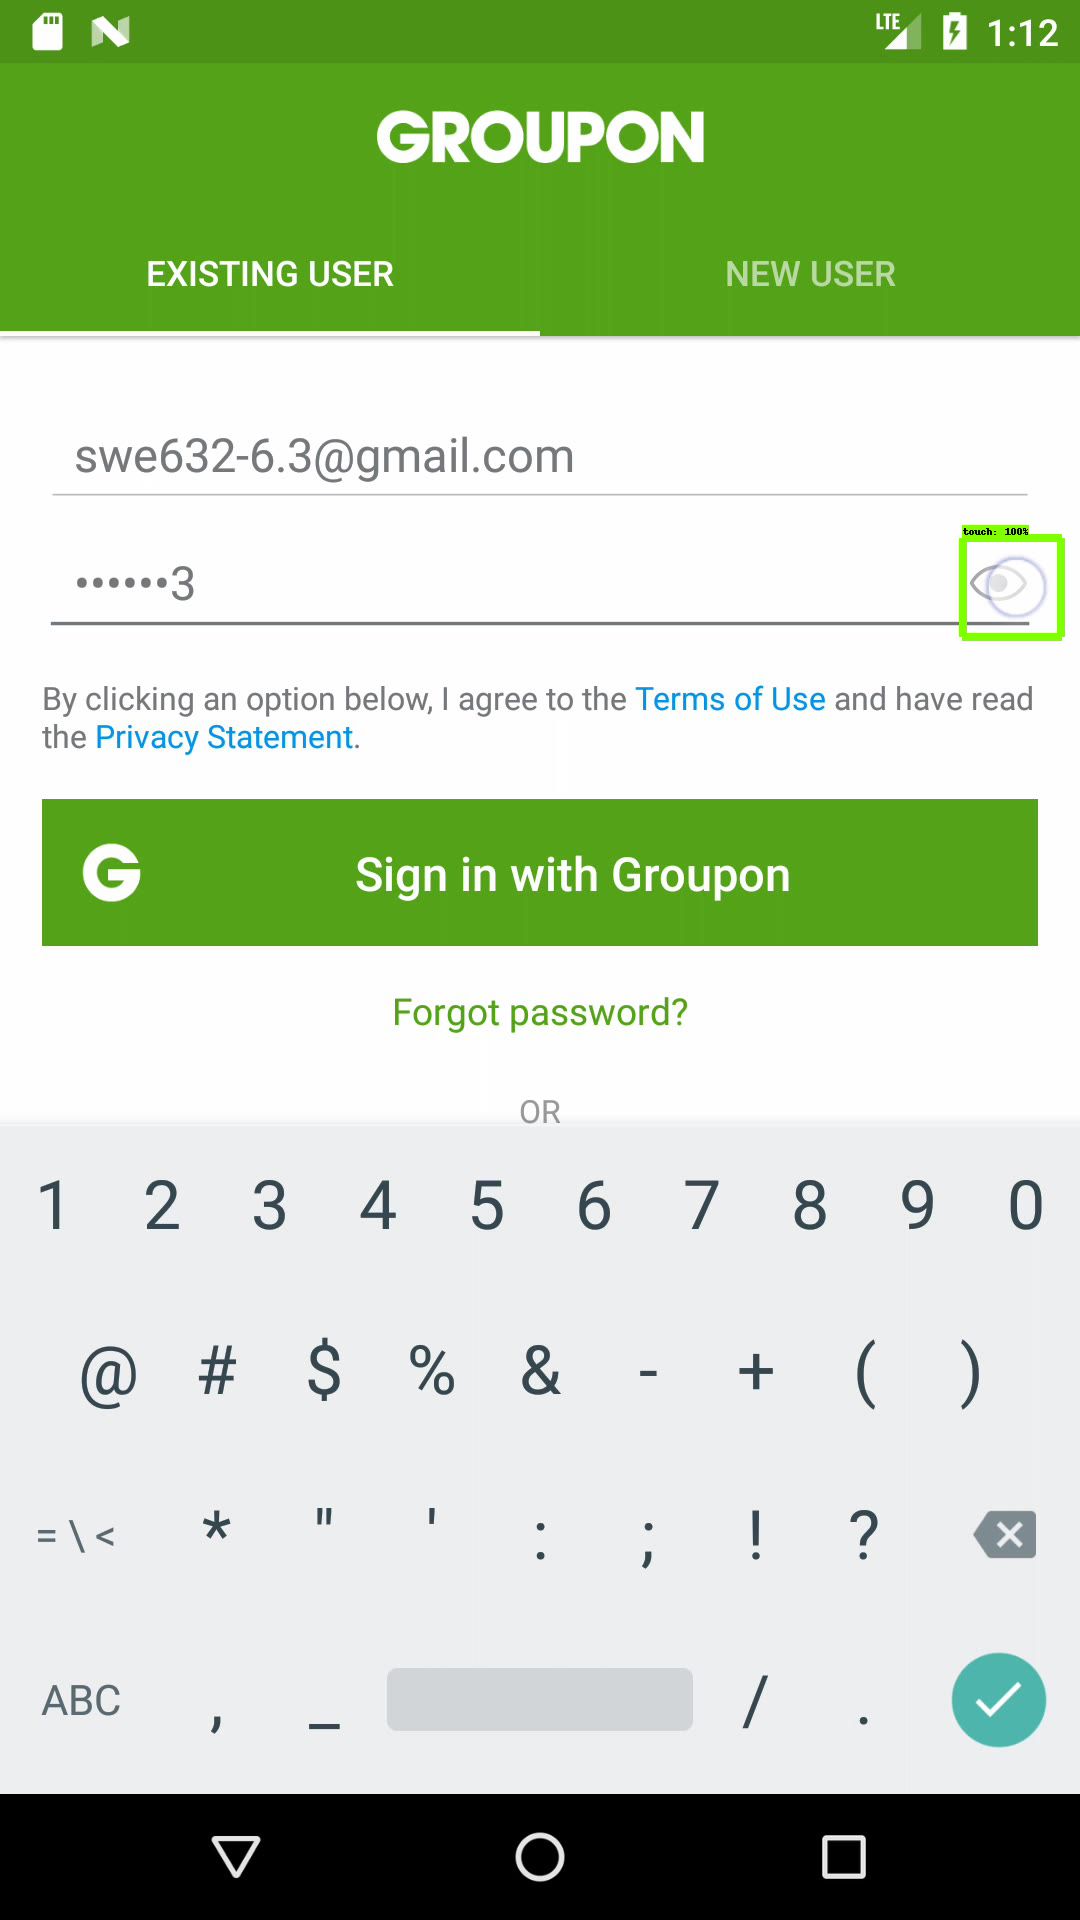 LTE 1:12
GROUPON
EXISTING USER NEW USER
swe632-6.3@gmail.com
touch: 100%
••••••3
By clicking an option below, I agree to the Terms of Use and have read
the Privacy Statement.
G Sign in with Groupon
Forgot password?
OR
1 2 3 4 5 6 7 8 9 0
@ # $ % & - + ( )
= \ < * " ' : ; ! ?
ABC , _ / .